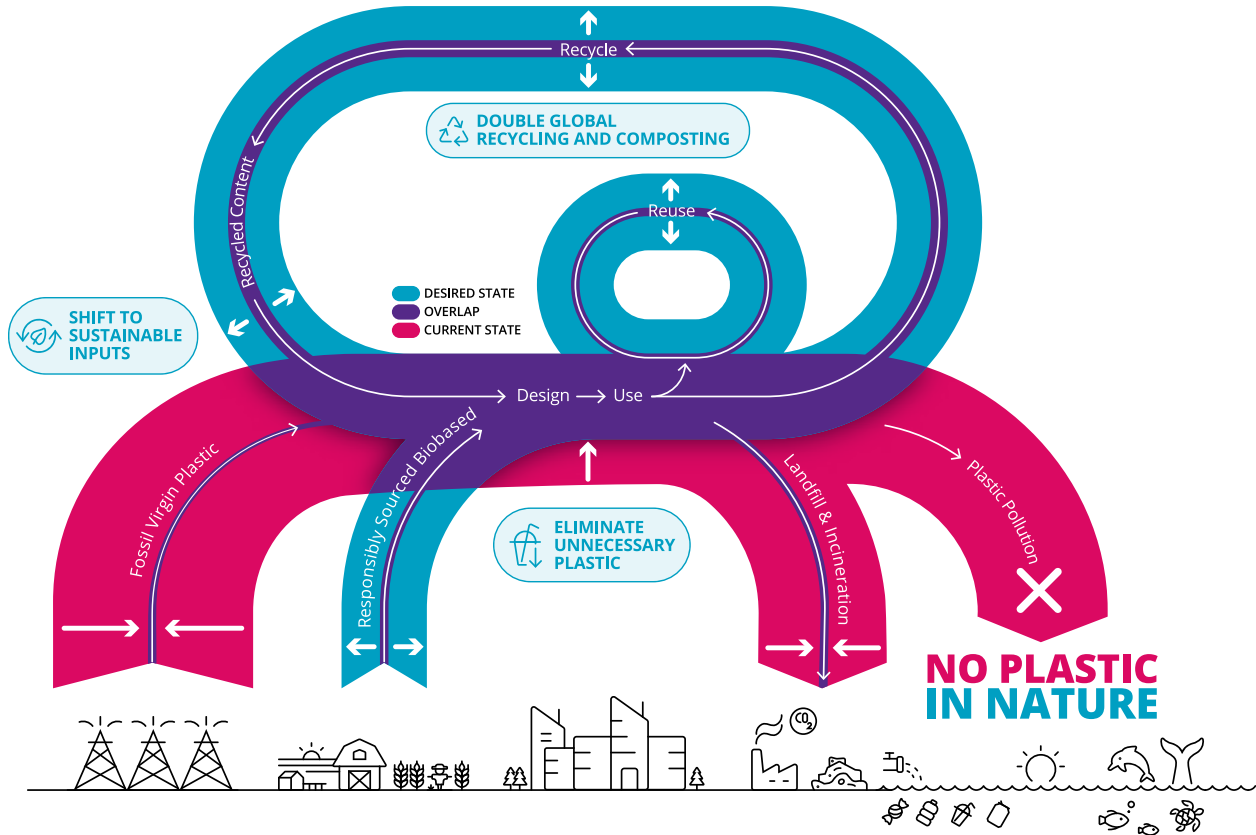 Recycle
DOUBLE GLOBAL
RECYCLING AND COMPOSTING
Recycled Content
Reuse
DESIRED STATE
OVERLAP
CURRENT STATE
SHIFT TO
SUSTAINABLE
INPUTS
Design
Use
Fossil Virgin Plastic
Responsibly Sourced Biobased
Landfill & Incineration
Plastic Pollution
ELIMINATE
UNNECESSARY
PLASTIC
NO PLASTIC
IN NATURE
CO2